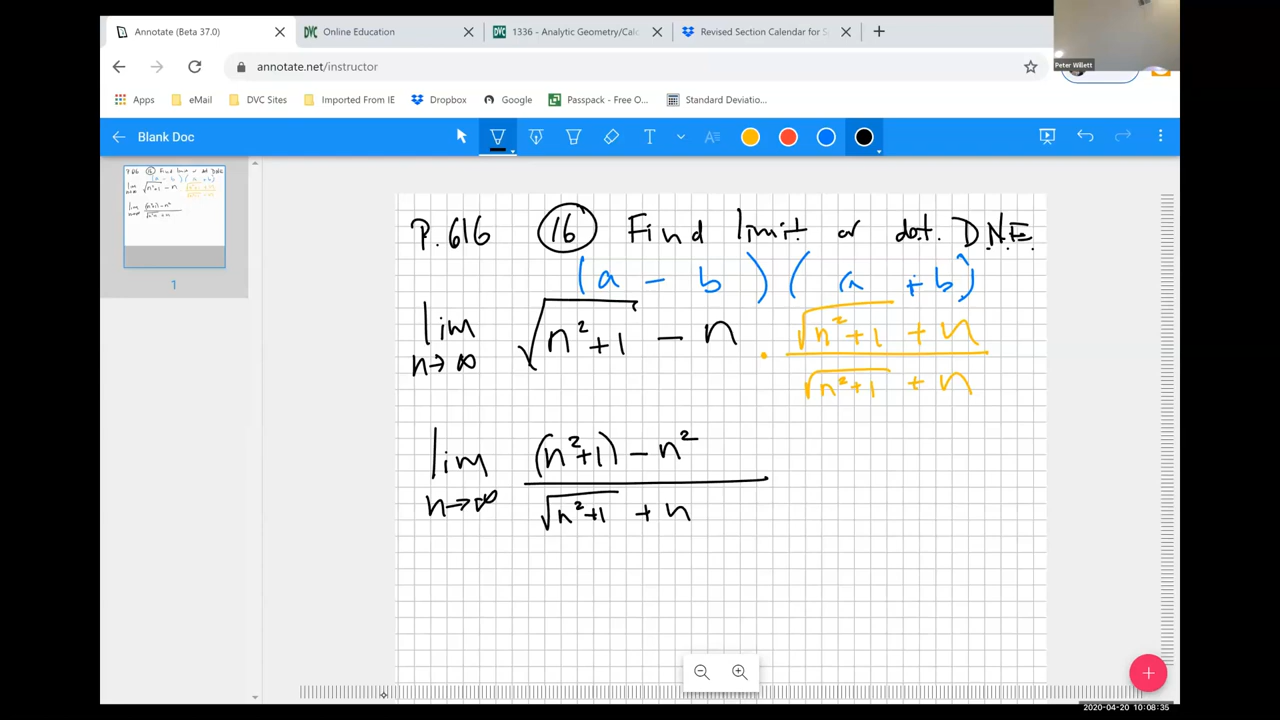 Annotate (Beta 37.0)
Online Education
1336 - Analytic Geometry/Calc
Revised Section Calendar for S
Peter Willett
annotate.net/instructor
Apps
eMail
DVC Sites
Imported From IE
Dropbox
Google
Passpack - Free O...
Standard Deviatio...
Blank Doc
T
1
P.616 (16) Find limit or det. D.N.E.
(a - b)(a + b)
lim n→∞ √(n²+1) - n · (√(n²+1) + n)/(√(n²+1) + n)
lim n→∞ ((n²+1) - n²)/(√(n²+1) + n)
2020-04-20 10:08:35